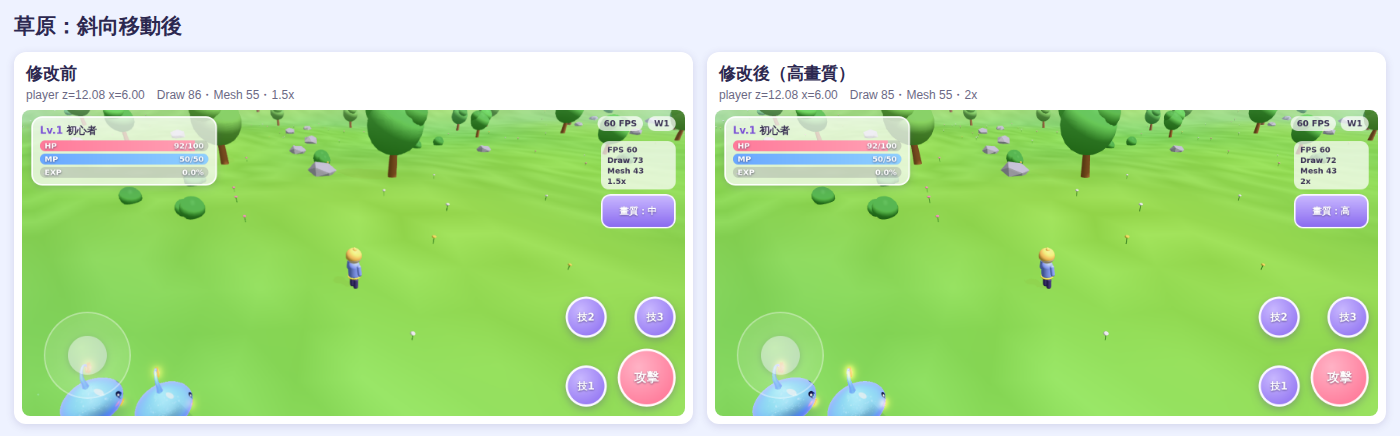 草原：斜向移動後
修改前
player z=12.08 x=6.00 Draw 86・Mesh 55・1.5x
Lv.1 初心者
HP 92/100
MP 50/50
EXP 0.0%
60 FPS W1
FPS 60
Draw 73
Mesh 43
1.5x
畫質：中
技2 技3
技1 攻擊
修改後（高畫質）
player z=12.08 x=6.00 Draw 85・Mesh 55・2x
Lv.1 初心者
HP 92/100
MP 50/50
EXP 0.0%
60 FPS W1
FPS 60
Draw 72
Mesh 43
2x
畫質：高
技2 技3
技1 攻擊